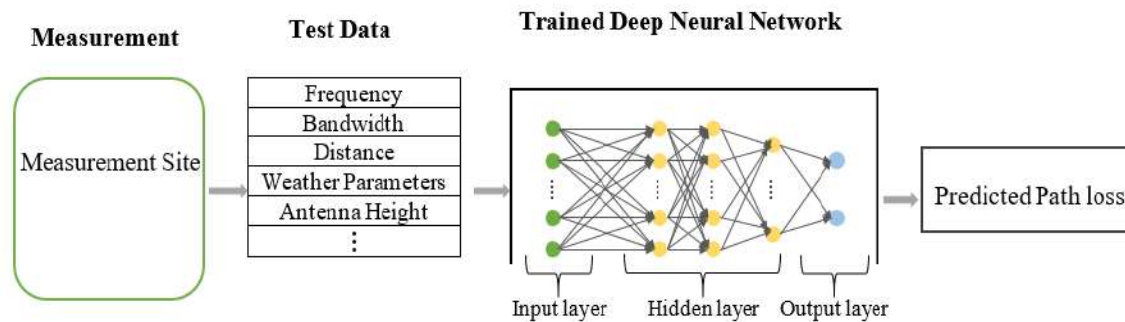 Measurement
Test Data
Trained Deep Neural Network
Measurement Site
Frequency
Bandwidth
Distance
Weather Parameters
Antenna Height
⋮
Predicted Path loss
Input layer
Hidden layer
Output layer